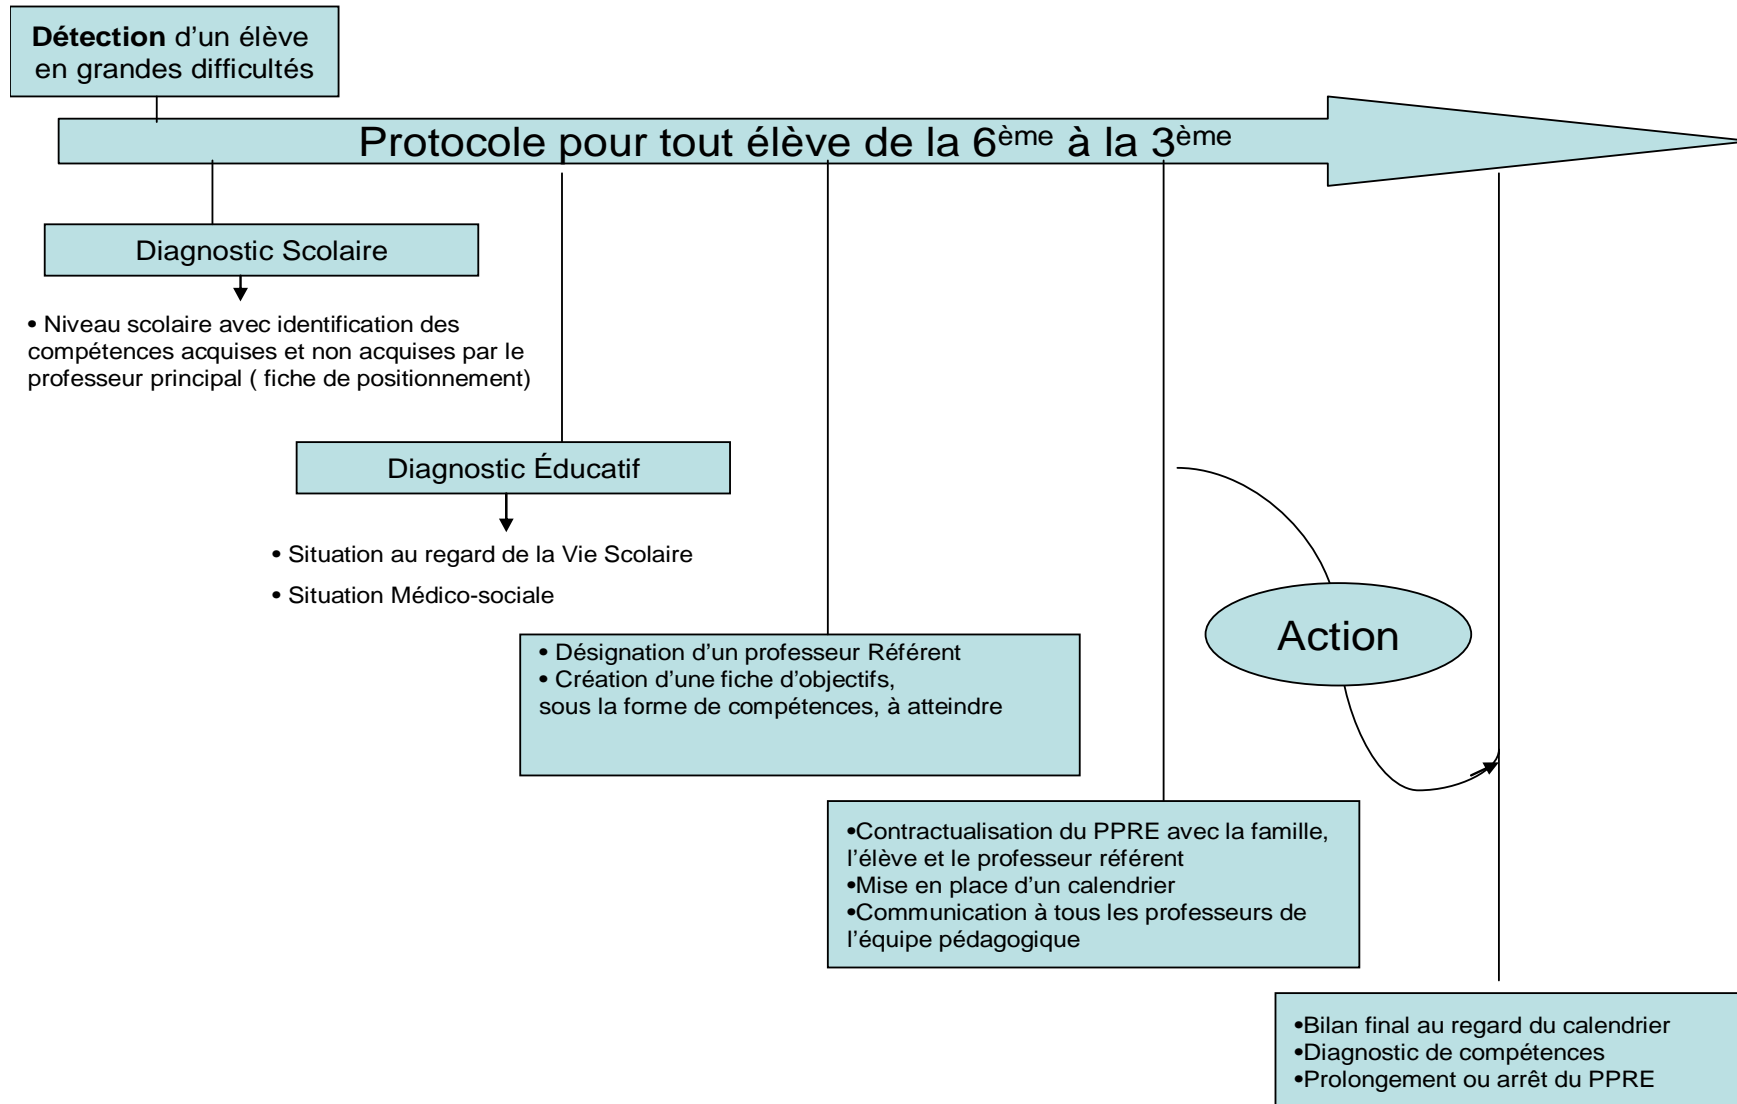 Détection d’un élève
en grandes difficultés
Protocole pour tout élève de la 6ème à la 3ème
Diagnostic Scolaire
• Niveau scolaire avec identification des
compétences acquises et non acquises par le
professeur principal ( fiche de positionnement)
Diagnostic Éducatif
• Situation au regard de la Vie Scolaire
• Situation Médico-sociale
• Désignation d’un professeur Référent
• Création d’une fiche d’objectifs,
sous la forme de compétences, à atteindre
Action
•Contractualisation du PPRE avec la famille,
l’élève et le professeur référent
•Mise en place d’un calendrier
•Communication à tous les professeurs de
l’équipe pédagogique
•Bilan final au regard du calendrier
•Diagnostic de compétences
•Prolongement ou arrêt du PPRE